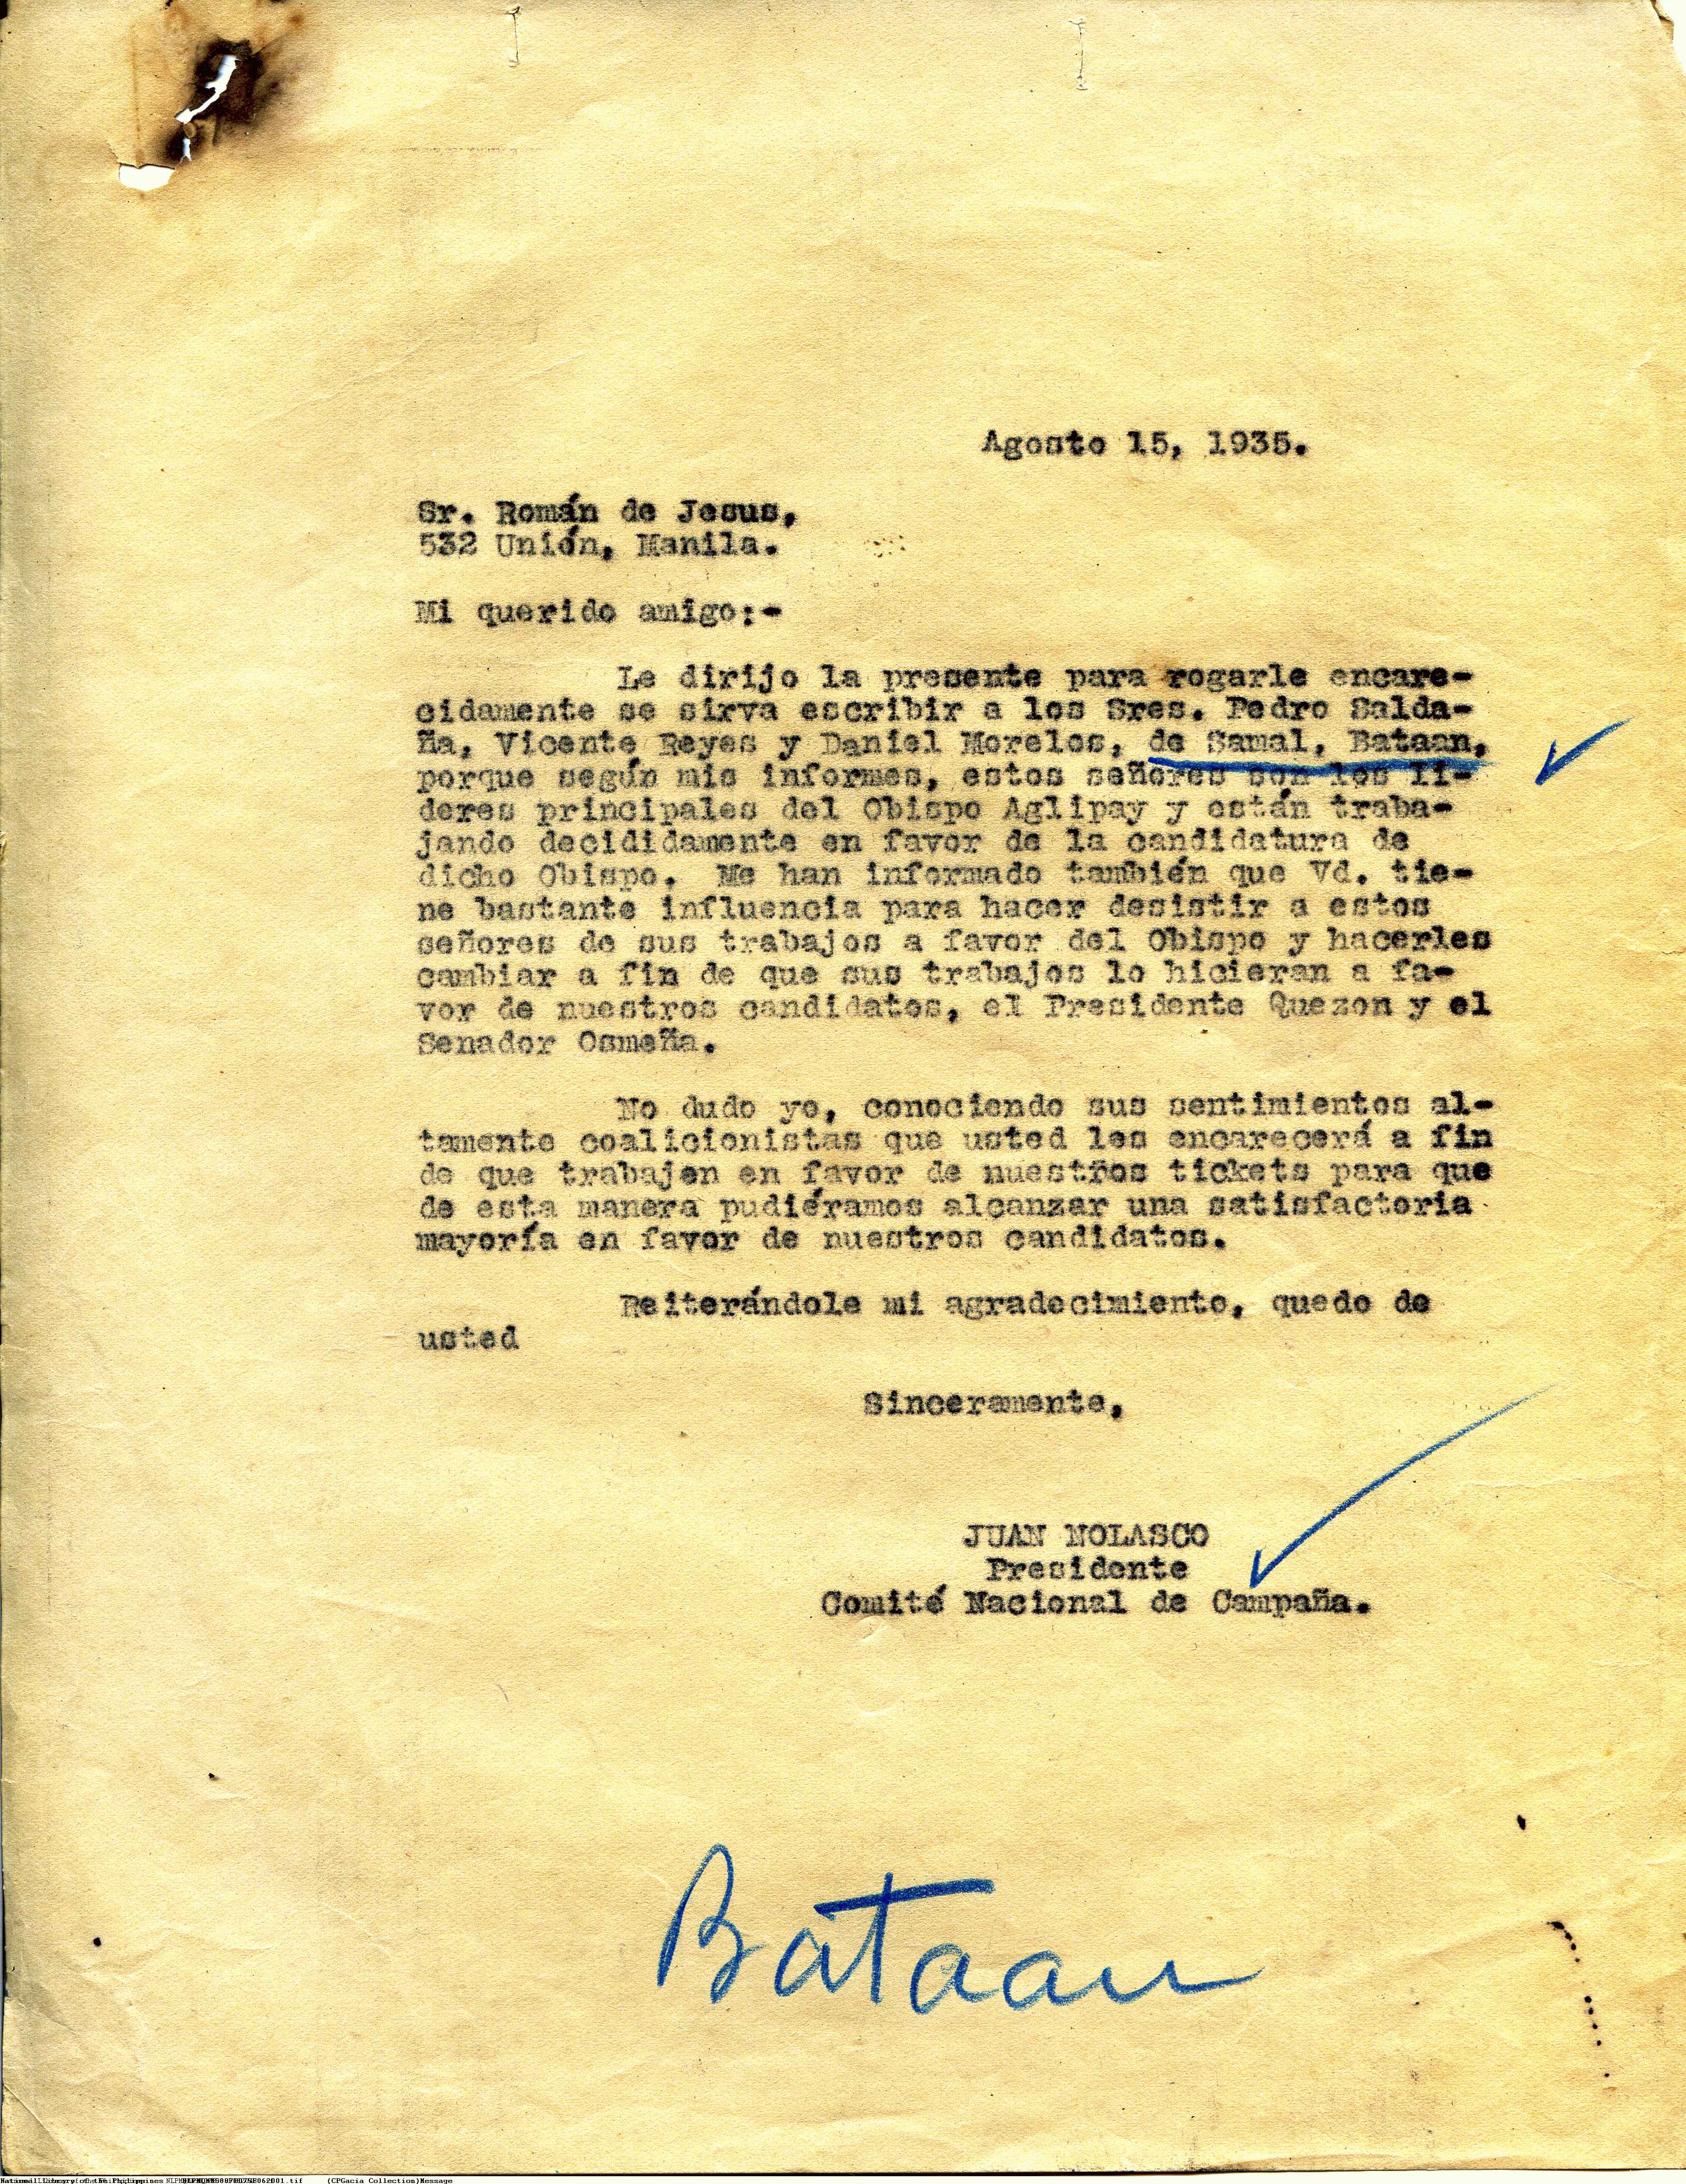 Agosto 15, 1935.
Sr. Román de Jesus,
532 Unión, Manila.
Mi querido amigo:-
Le dirijo la presente para rogarle encare-
cidamente se sirva escribir a los Sres. Pedro Salda-
ña, Vicente Reyes y Daniel Morelos, de Samal, Bataan,
porque según mis informes, estos señores son los lí-
deres principales del Obispo Aglipay y están traba-
jando decididamente en favor de la candidatura de
dicho Obispo. Me han informado también que Vd. tie-
ne bastante influencia para hacer desistir a estos
señores de sus trabajos a favor del Obispo y hacerles
cambiar a fin de que sus trabajos lo hicieran a fa-
vor de nuestros candidatos, el Presidente Quezon y el
Senador Osmeña.
No dudo yo, conociendo sus sentimientos al-
tamente coalicionistas que usted les encarecerá a fin
de que trabajen en favor de nuestros tickets para que
de esta manera pudiéramos alcanzar una satisfactoria
mayoría en favor de nuestros candidatos.
Reiterándole mi agradecimiento, quedo de
usted
Sinceramente,
JUAN NOLASCO
Presidente
Comité Nacional de Campaña.
Bataan
National Library of the Philippines (CPGacia Collection)Message